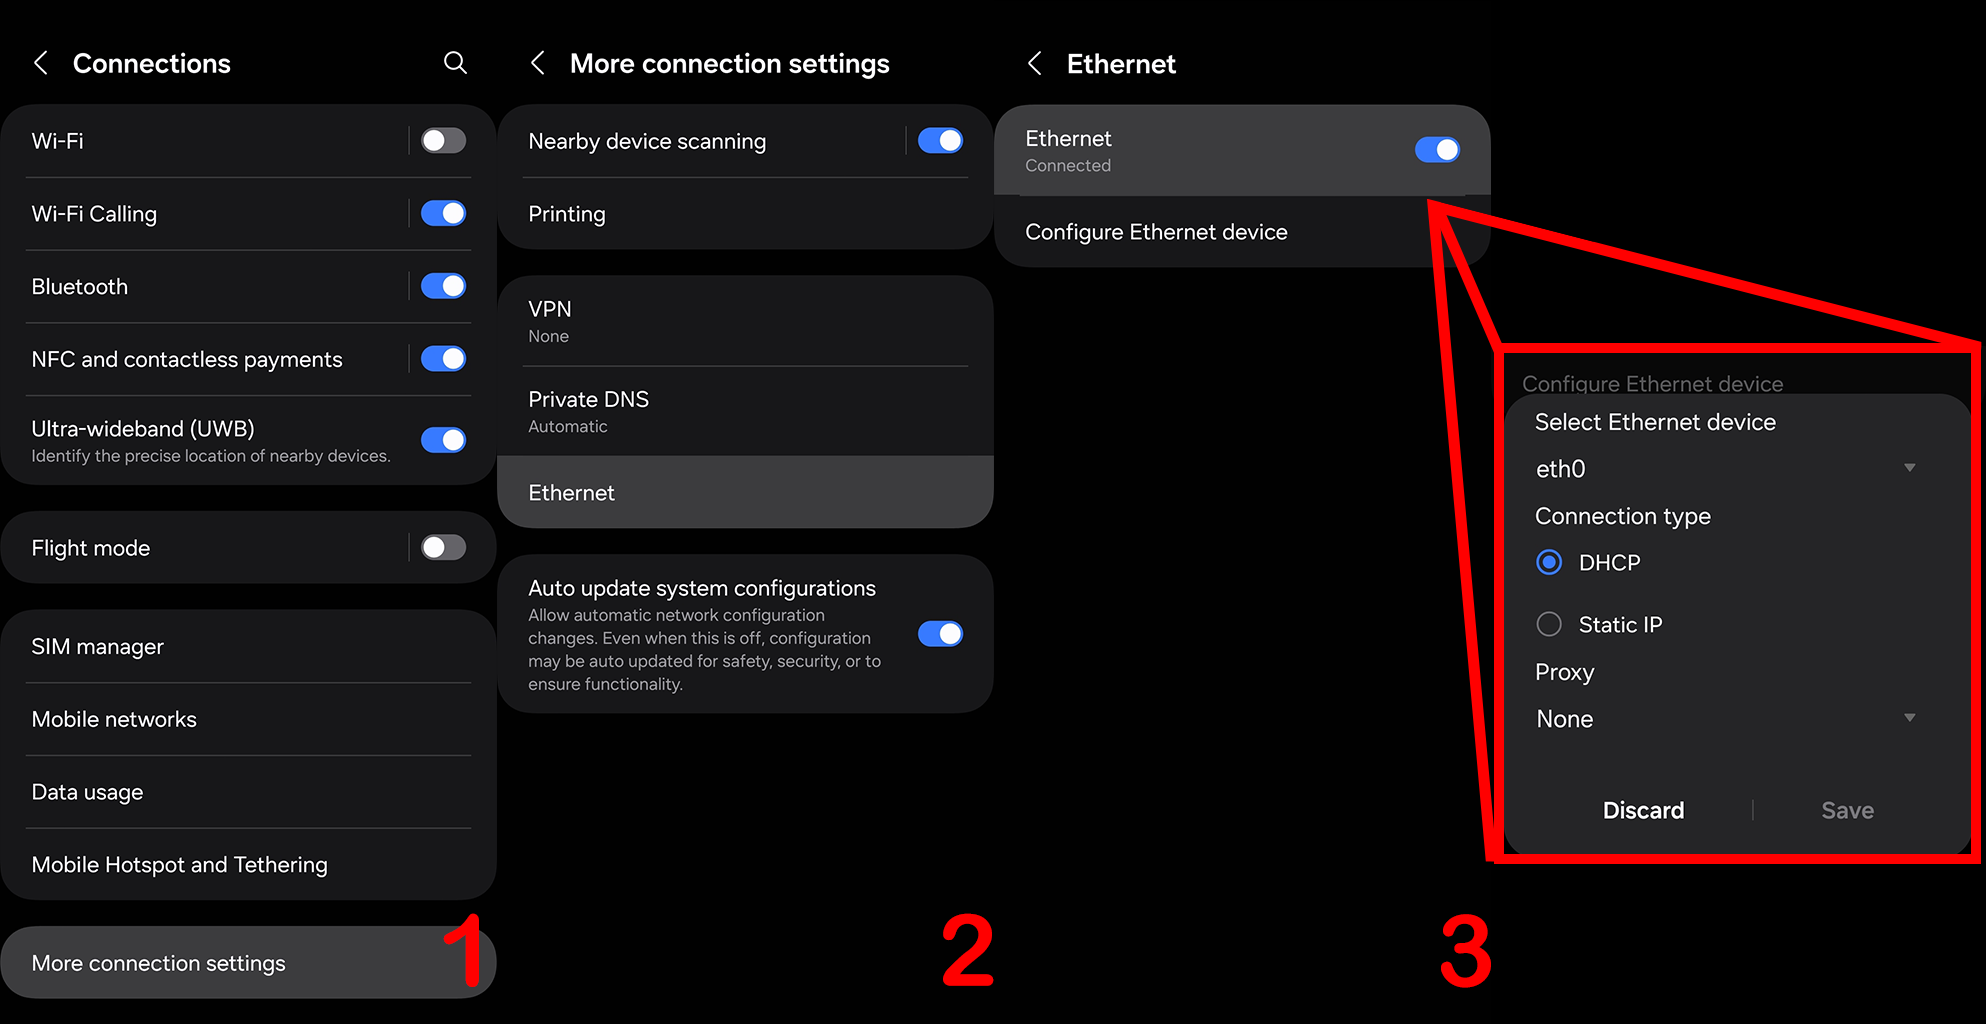 Connections
Wi-Fi
Wi-Fi Calling
Bluetooth
NFC and contactless payments
Ultra-wideband (UWB)
Identify the precise location of nearby devices.
Flight mode
SIM manager
Mobile networks
Data usage
Mobile Hotspot and Tethering
More connection settings
1
More connection settings
Nearby device scanning
Printing
VPN
None
Private DNS
Automatic
Ethernet
Auto update system configurations
Allow automatic network configuration
changes. Even when this is off, configuration
may be auto updated for safety, security, or to
ensure functionality.
2
Ethernet
Ethernet
Connected
Configure Ethernet device
3
Configure Ethernet device
Select Ethernet device
eth0
Connection type
DHCP
Static IP
Proxy
None
Discard
Save